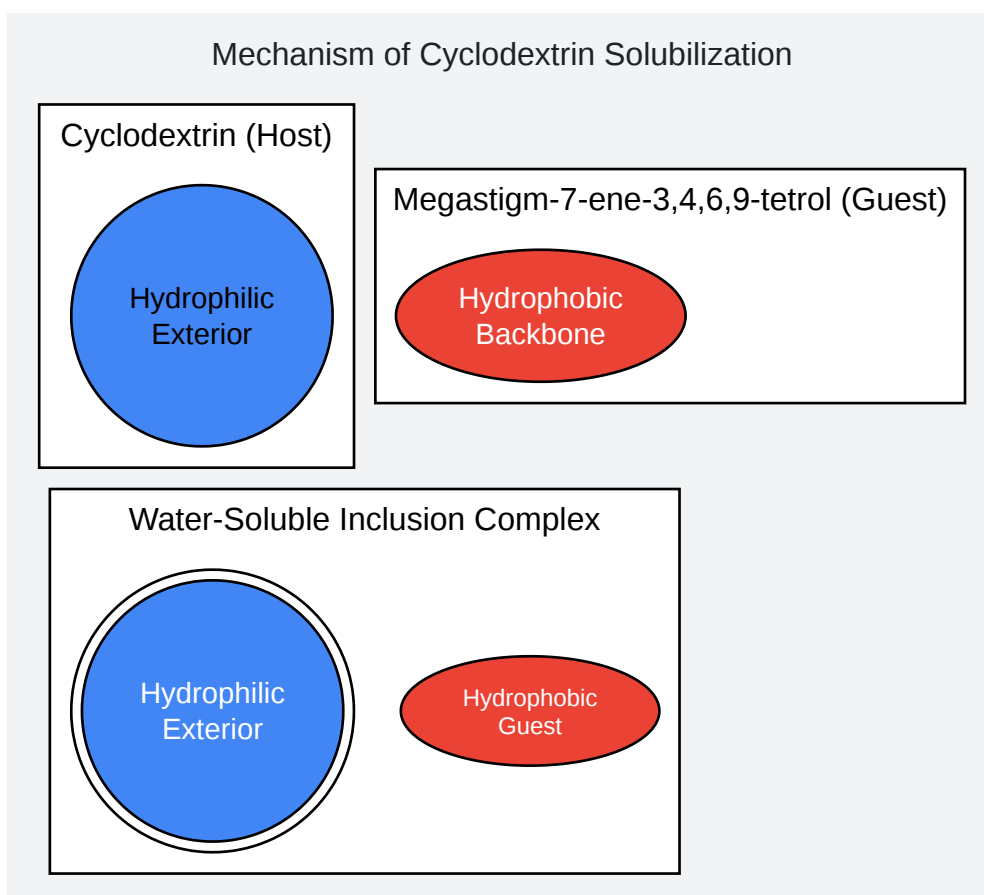 Mechanism of Cyclodextrin Solubilization
Cyclodextrin (Host)
Hydrophilic
Exterior
Megastigm-7-ene-3,4,6,9-tetrol (Guest)
Hydrophobic
Backbone
Water-Soluble Inclusion Complex
Hydrophilic
Exterior
Hydrophobic
Guest